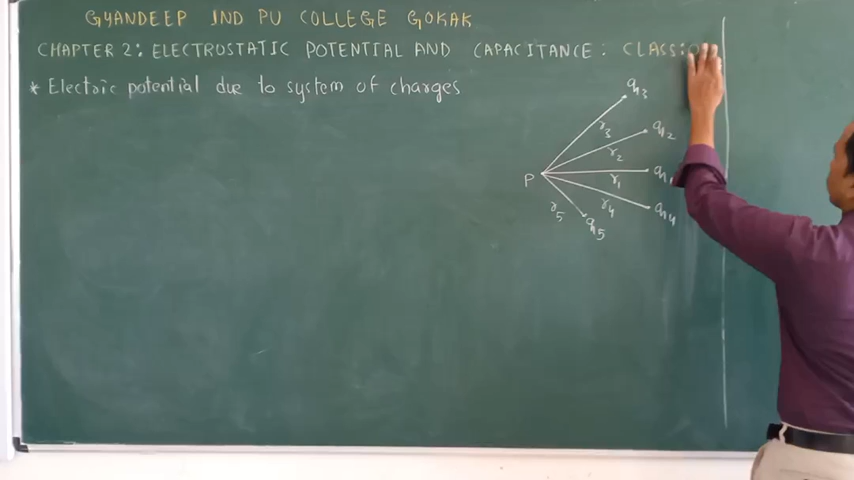 GYANDEEP IND PU COLLEGE GOKAK
CHAPTER 2: ELECTROSTATIC POTENTIAL AND CAPACITANCE: CLASS:
* Electric potential due to system of charges
q3
r3
q2
r2
P
r1
q1
r4
q4
r5
q5